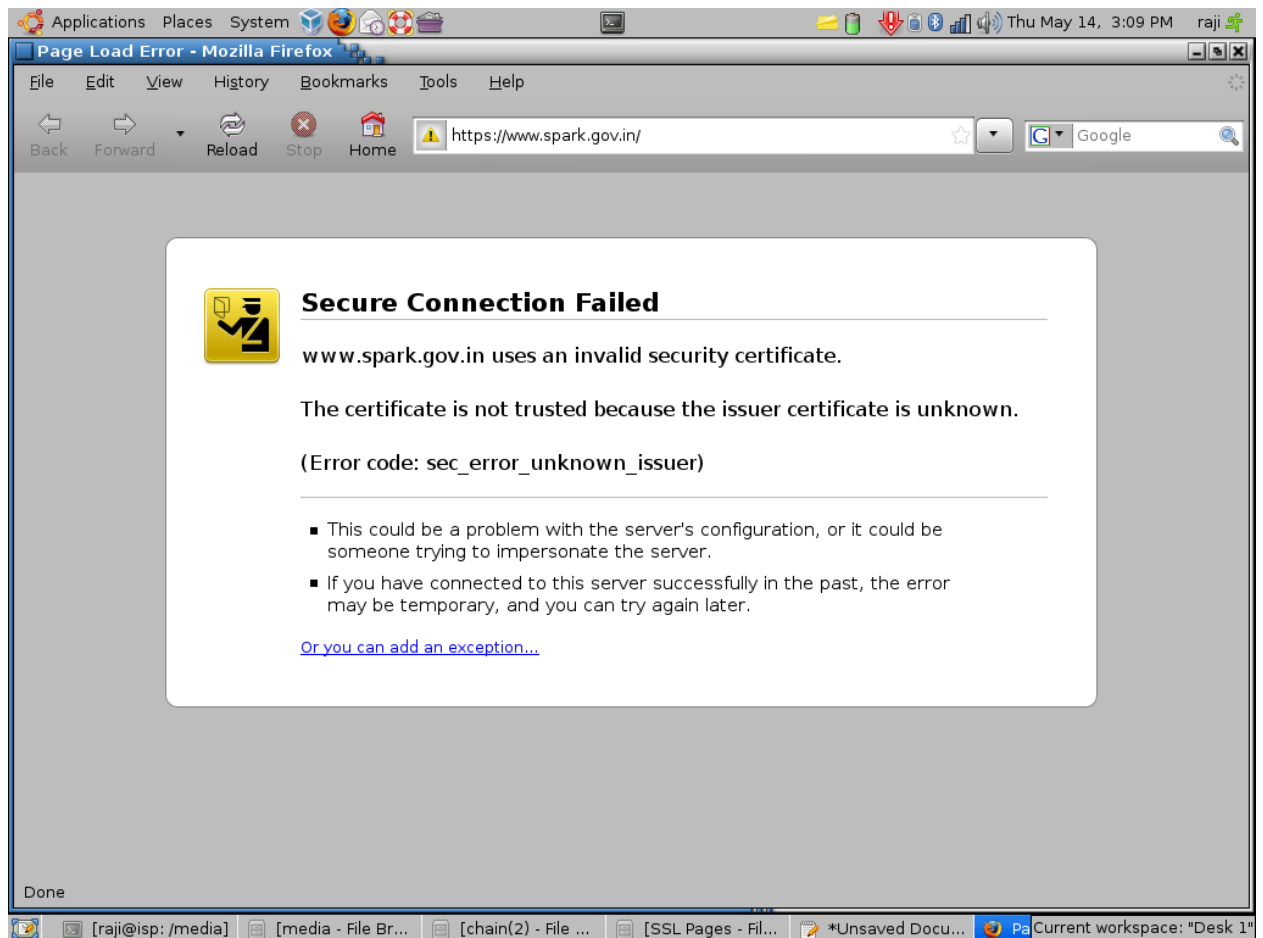 Applications Places System Thu May 14, 3:09 PM raji
Page Load Error - Mozilla Firefox
File Edit View History Bookmarks Tools Help
Back Forward Reload Stop Home https://www.spark.gov.in/ G Google
Secure Connection Failed
www.spark.gov.in uses an invalid security certificate.
The certificate is not trusted because the issuer certificate is unknown.
(Error code: sec_error_unknown_issuer)
This could be a problem with the server's configuration, or it could be
someone trying to impersonate the server.
If you have connected to this server successfully in the past, the error
may be temporary, and you can try again later.
Or you can add an exception...
Done
[raji@isp: /media] [media - File Br... [chain(2) - File ... [SSL Pages - Fil... *Unsaved Docu... Pa Current workspace: "Desk 1"